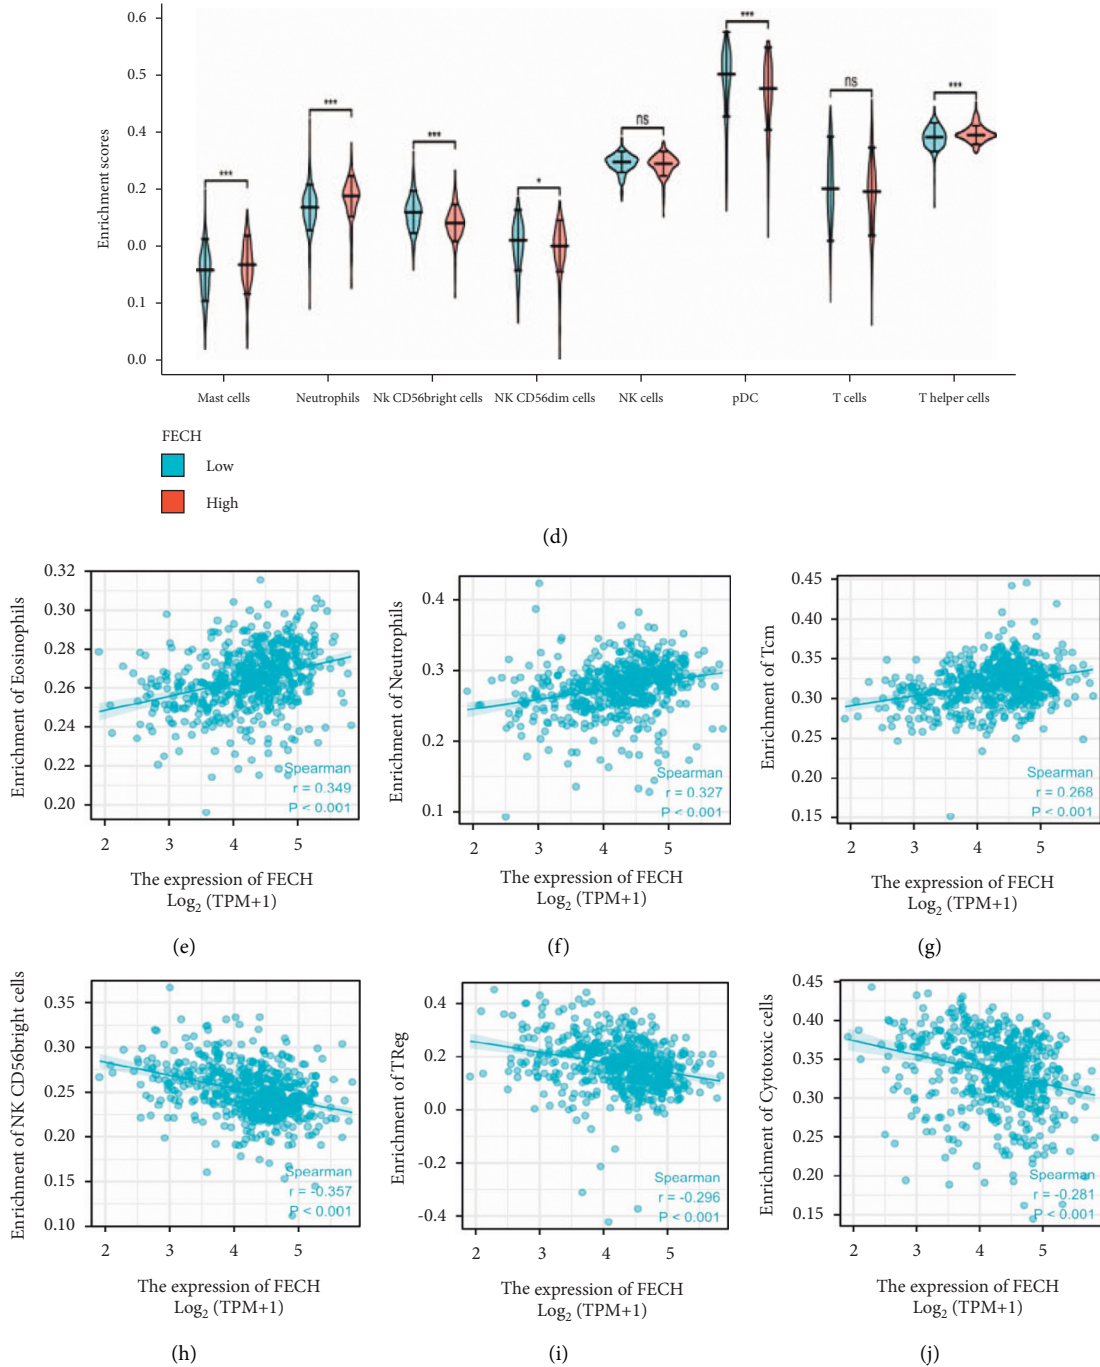 0.6
0.5
0.4
0.2
0.0
0.1
0.0
Enrichment scores
***
***
***
*
ns
***
ns
***
Mast cells
Neutrophils
Nk CD56bright cells
NK CD56dim cells
NK cells
pDC
T cells
T helper cells
FECH
Low
High
(d)
0.32
0.30
0.28
0.26
0.24
0.22
0.20
Enrichment of Eosinophils
Spearman
r = 0.349
P < 0.001
2 3 4 5
The expression of FECH
Log2 (TPM+1)
(e)
0.4
0.3
0.2
0.1
Enrichment of Neutrophils
Spearman
r = 0.327
P < 0.001
2 3 4 5
The expression of FECH
Log2 (TPM+1)
(f)
0.45
0.40
0.35
0.30
0.25
0.20
0.15
Enrichment of Tcm
Spearman
r = 0.268
P < 0.001
2 3 4 5
The expression of FECH
Log2 (TPM+1)
(g)
0.35
0.30
0.25
0.20
0.15
0.10
Enrichment of NK CD56bright cells
Spearman
r = -0.357
P < 0.001
2 3 4 5
The expression of FECH
Log2 (TPM+1)
(h)
0.4
0.2
0.0
-0.2
-0.4
Enrichment of TReg
Spearman
r = -0.296
P < 0.001
2 3 4 5
The expression of FECH
Log2 (TPM+1)
(i)
0.45
0.40
0.35
0.30
0.25
0.20
0.15
Enrichment of Cytotoxic cells
Spearman
r = -0.281
P < 0.001
2 3 4 5
The expression of FECH
Log2 (TPM+1)
(j)